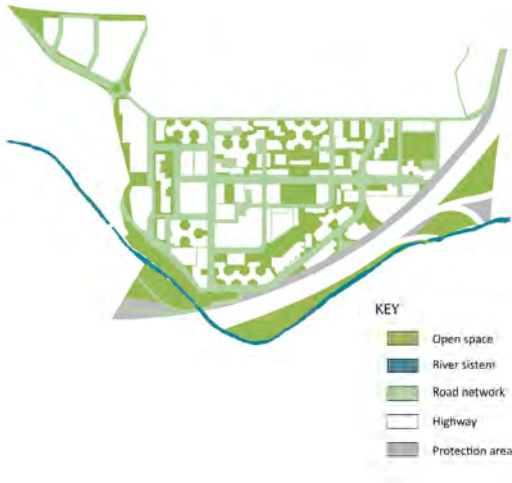 KEY
Open space
River sistem
Road network
Highway
Protection area